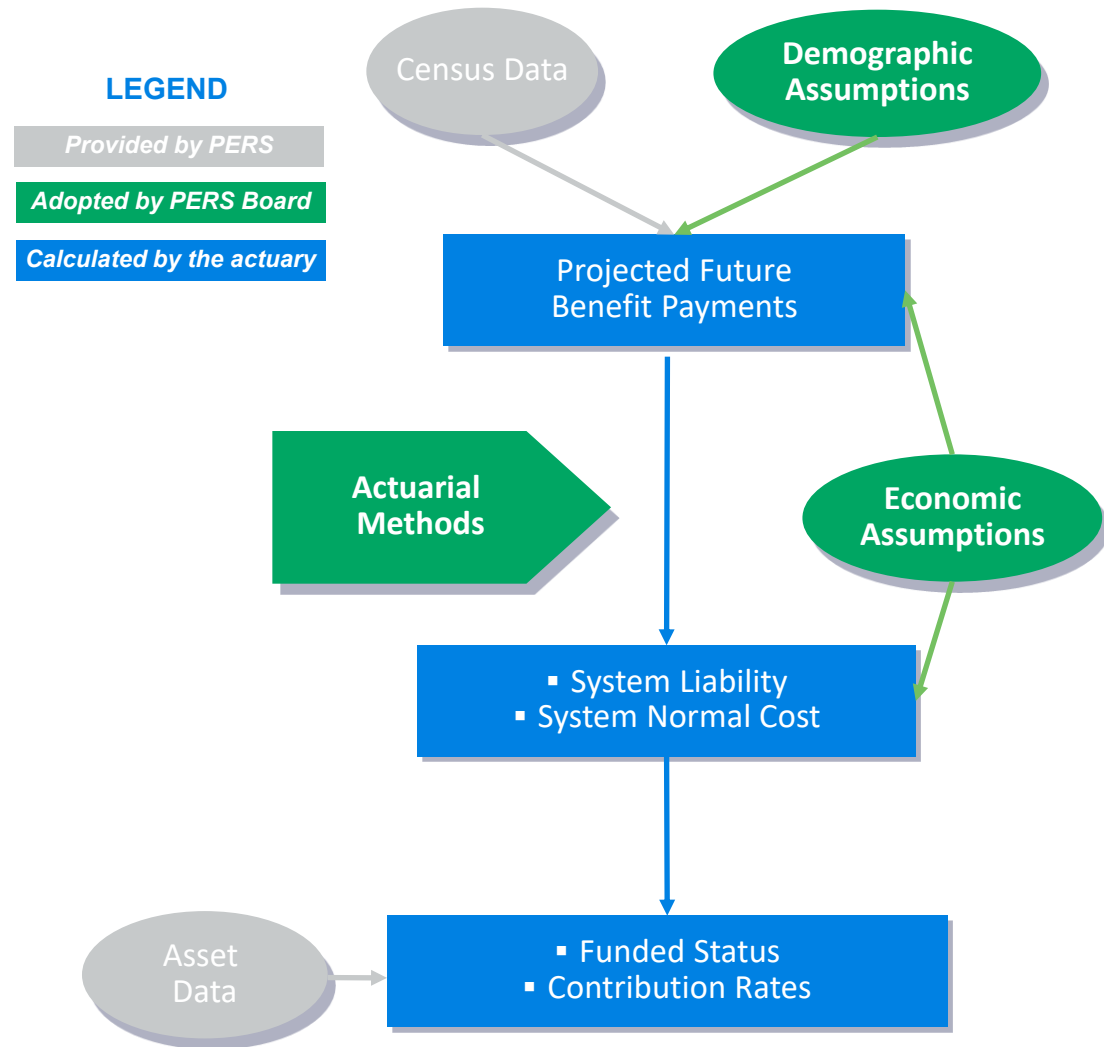 LEGEND
Provided by PERS
Adopted by PERS Board
Calculated by the actuary
Census Data
Demographic
Assumptions
Projected Future
Benefit Payments
Actuarial
Methods
Economic
Assumptions
▪ System Liability
▪ System Normal Cost
Asset
Data
▪ Funded Status
▪ Contribution Rates